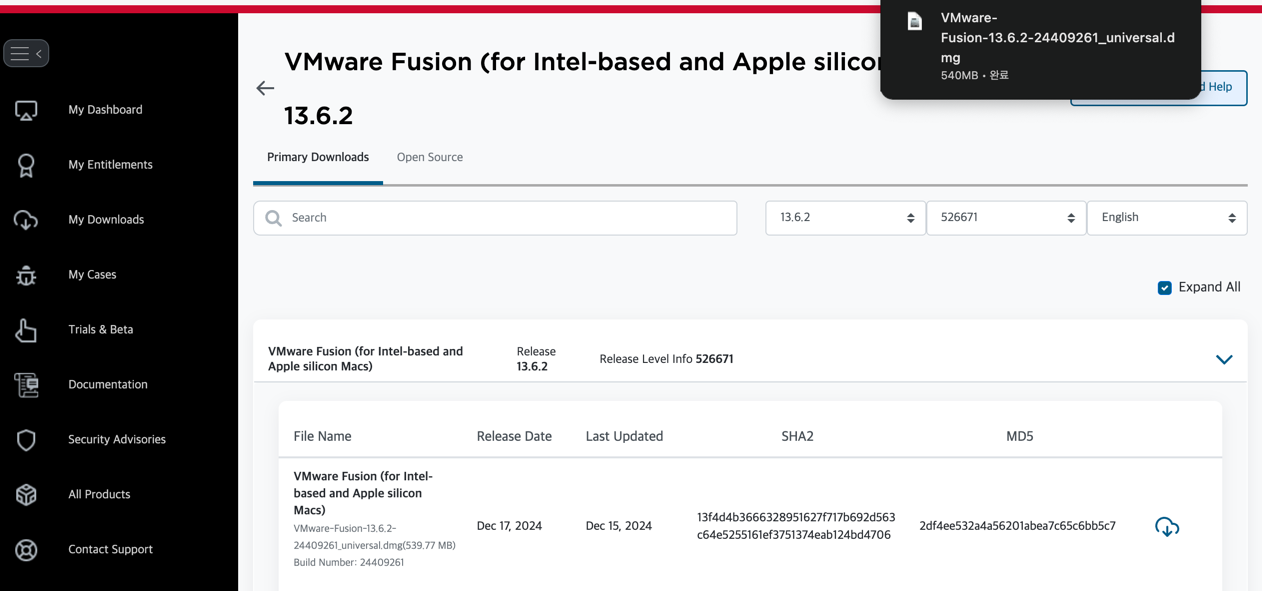 VMware-
Fusion-13.6.2-24409261_universal.d
mg
540MB • 완료
VMware Fusion (for Intel-based and Apple silico
13.6.2
Help
My Dashboard
My Entitlements
My Downloads
My Cases
Trials & Beta
Documentation
Security Advisories
All Products
Contact Support
Primary Downloads
Open Source
Search
13.6.2
526671
English
Expand All
VMware Fusion (for Intel-based and
Apple silicon Macs)
Release
13.6.2
Release Level Info 526671
File Name
Release Date
Last Updated
SHA2
MD5
VMware Fusion (for Intel-
based and Apple silicon
Macs)
VMware-Fusion-13.6.2-
24409261_universal.dmg(539.77 MB)
Build Number: 24409261
Dec 17, 2024
Dec 15, 2024
13f4d4b3666328951627f717b692d563
c64e5255161ef3751374eab124bd4706
2df4ee532a4a56201abea7c65c6bb5c7